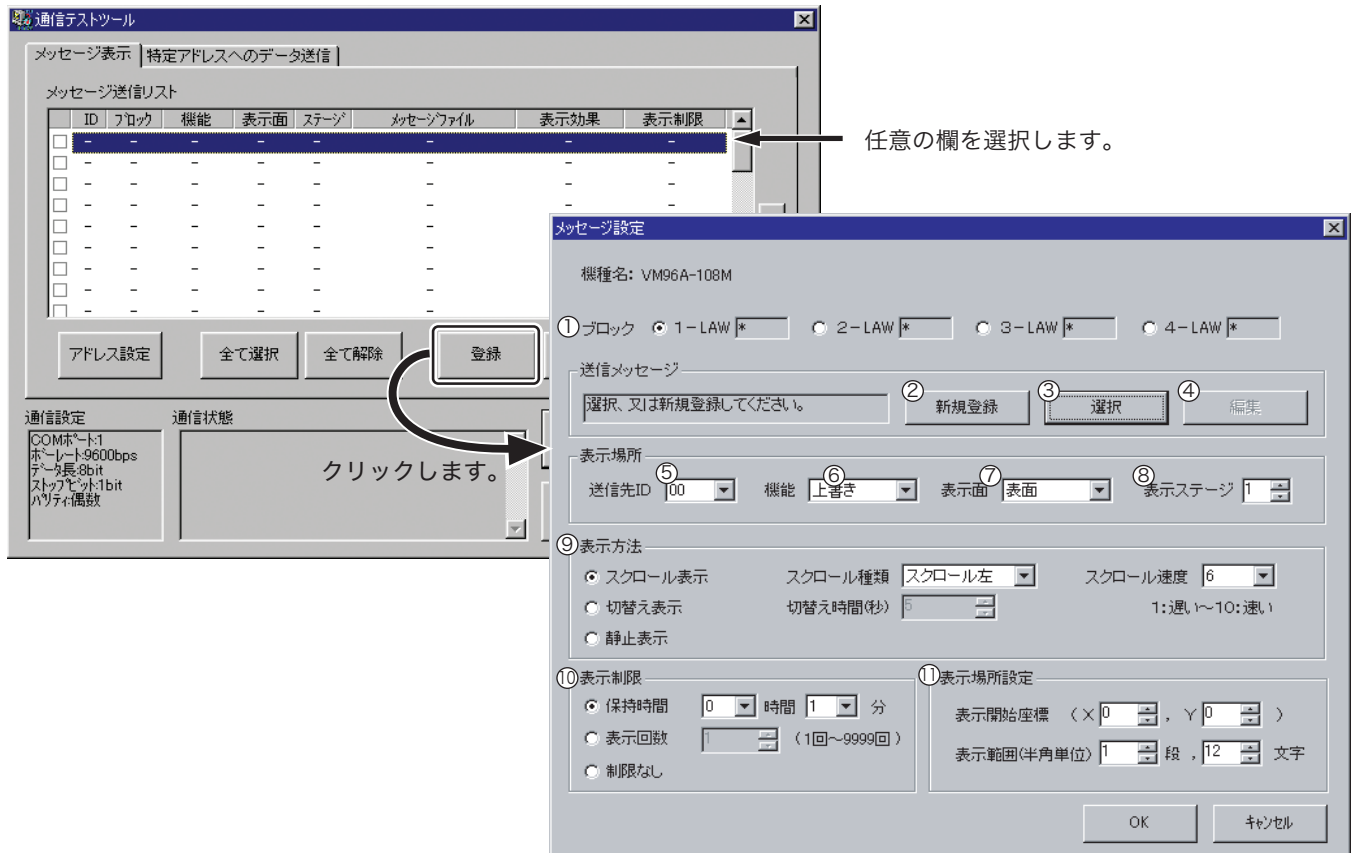 通信テストツール
メッセージ表示 特定アドレスへのデータ送信
メッセージ送信リスト
ID ブロック 機能 表示面 ステージ メッセージファイル 表示効果 表示制限
- - - - - - - -
- - - - - - - -
- - - - - - - -
- - - - - - - -
- - - - - -
- - - - - -
- - - - - -
- - - - - -
- - - - - -
任意の欄を選択します。
アドレス設定 全て選択 全て解除 登録
通信設定 通信状態
COMポート:1
ボーレート:9600bps
データ長:8bit
ストップビット:1bit
パリティ:偶数
クリックします。
メッセージ設定
機種名: VM96A-108M
①ブロック 1-LAW * 2-LAW * 3-LAW * 4-LAW *
送信メッセージ
選択、又は新規登録してください。 ② 新規登録 ③ 選択 ④ 編集
表示場所
⑤ 送信先ID 00 ⑥ 機能 上書き ⑦ 表示面 表面 ⑧ 表示ステージ 1
⑨表示方法
スクロール表示 スクロール種類 スクロール左 スクロール速度 6
切替え表示 切替え時間(秒) 5 1:遅い~10:速い
静止表示
⑩表示制限
保持時間 0 時間 1 分
表示回数 1 (1回~9999回)
制限なし
⑪表示場所設定
表示開始座標 (X 0 , Y 0 )
表示範囲(半角単位) 1 段 , 12 文字
OK キャンセル